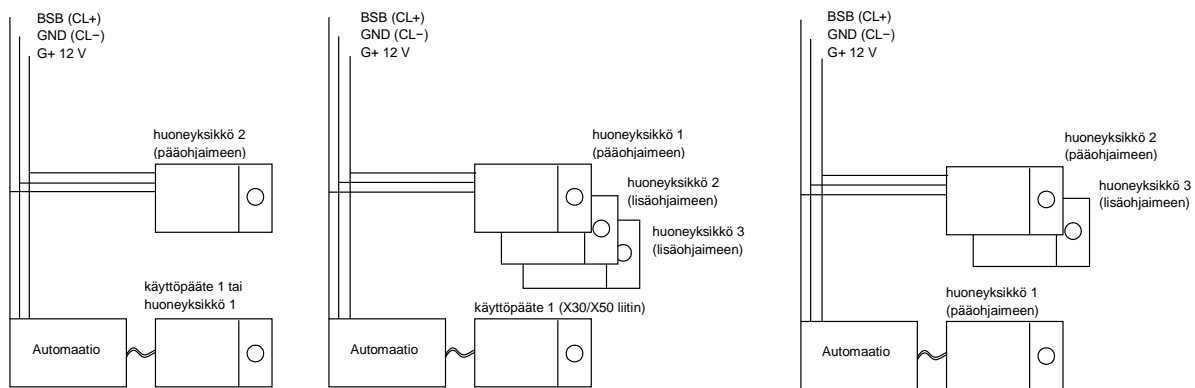 BSB (CL+)
GND (CL−)
G+ 12 V
huoneyksikkö 2
(pääohjaimeen)
käyttöpääte 1 tai
huoneyksikkö 1
Automaatio
BSB (CL+)
GND (CL−)
G+ 12 V
huoneyksikkö 1
(pääohjaimeen)
huoneyksikkö 2
(lisäohjaimeen)
huoneyksikkö 3
(lisäohjaimeen)
käyttöpääte 1 (X30/X50 liitin)
Automaatio
BSB (CL+)
GND (CL−)
G+ 12 V
huoneyksikkö 2
(pääohjaimeen)
huoneyksikkö 3
(lisäohjaimeen)
huoneyksikkö 1
(pääohjaimeen)
Automaatio